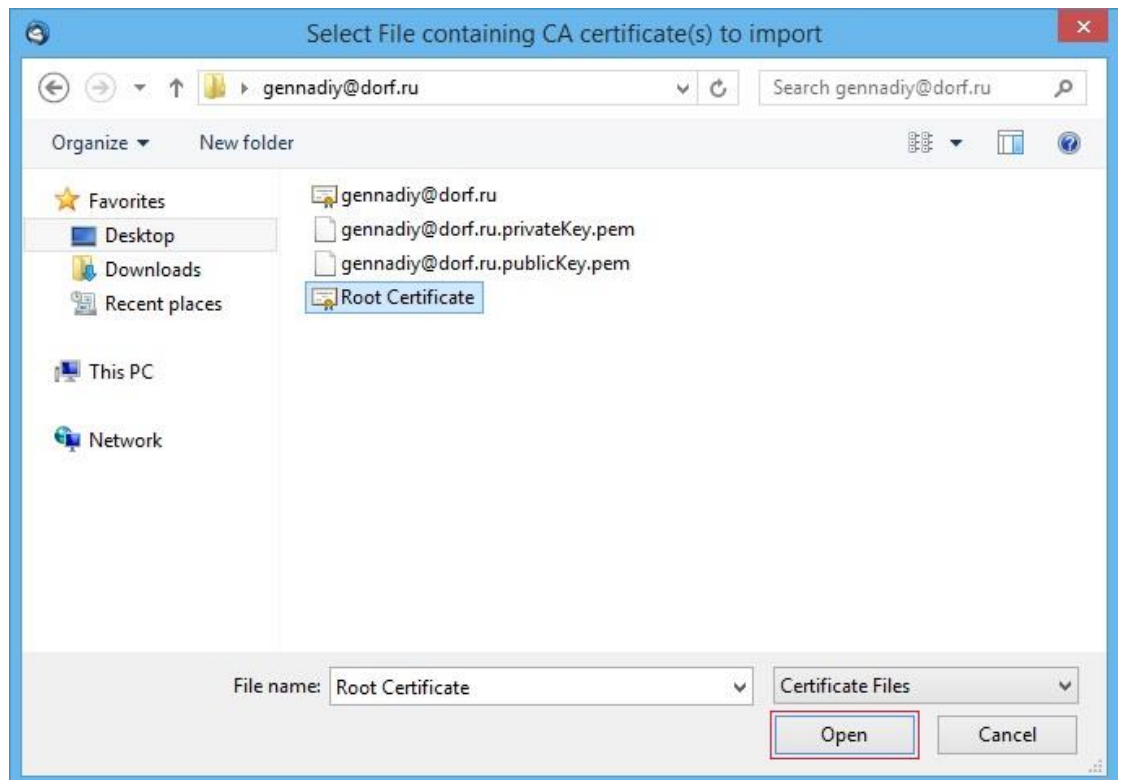 Select File containing CA certificate(s) to import
gennadiy@dorf.ru
Search gennadiy@dorf.ru
Organize
New folder
Favorites
Desktop
Downloads
Recent places
This PC
Network
gennadiy@dorf.ru
gennadiy@dorf.ru.privateKey.pem
gennadiy@dorf.ru.publicKey.pem
Root Certificate
File name: Root Certificate
Certificate Files
Open
Cancel